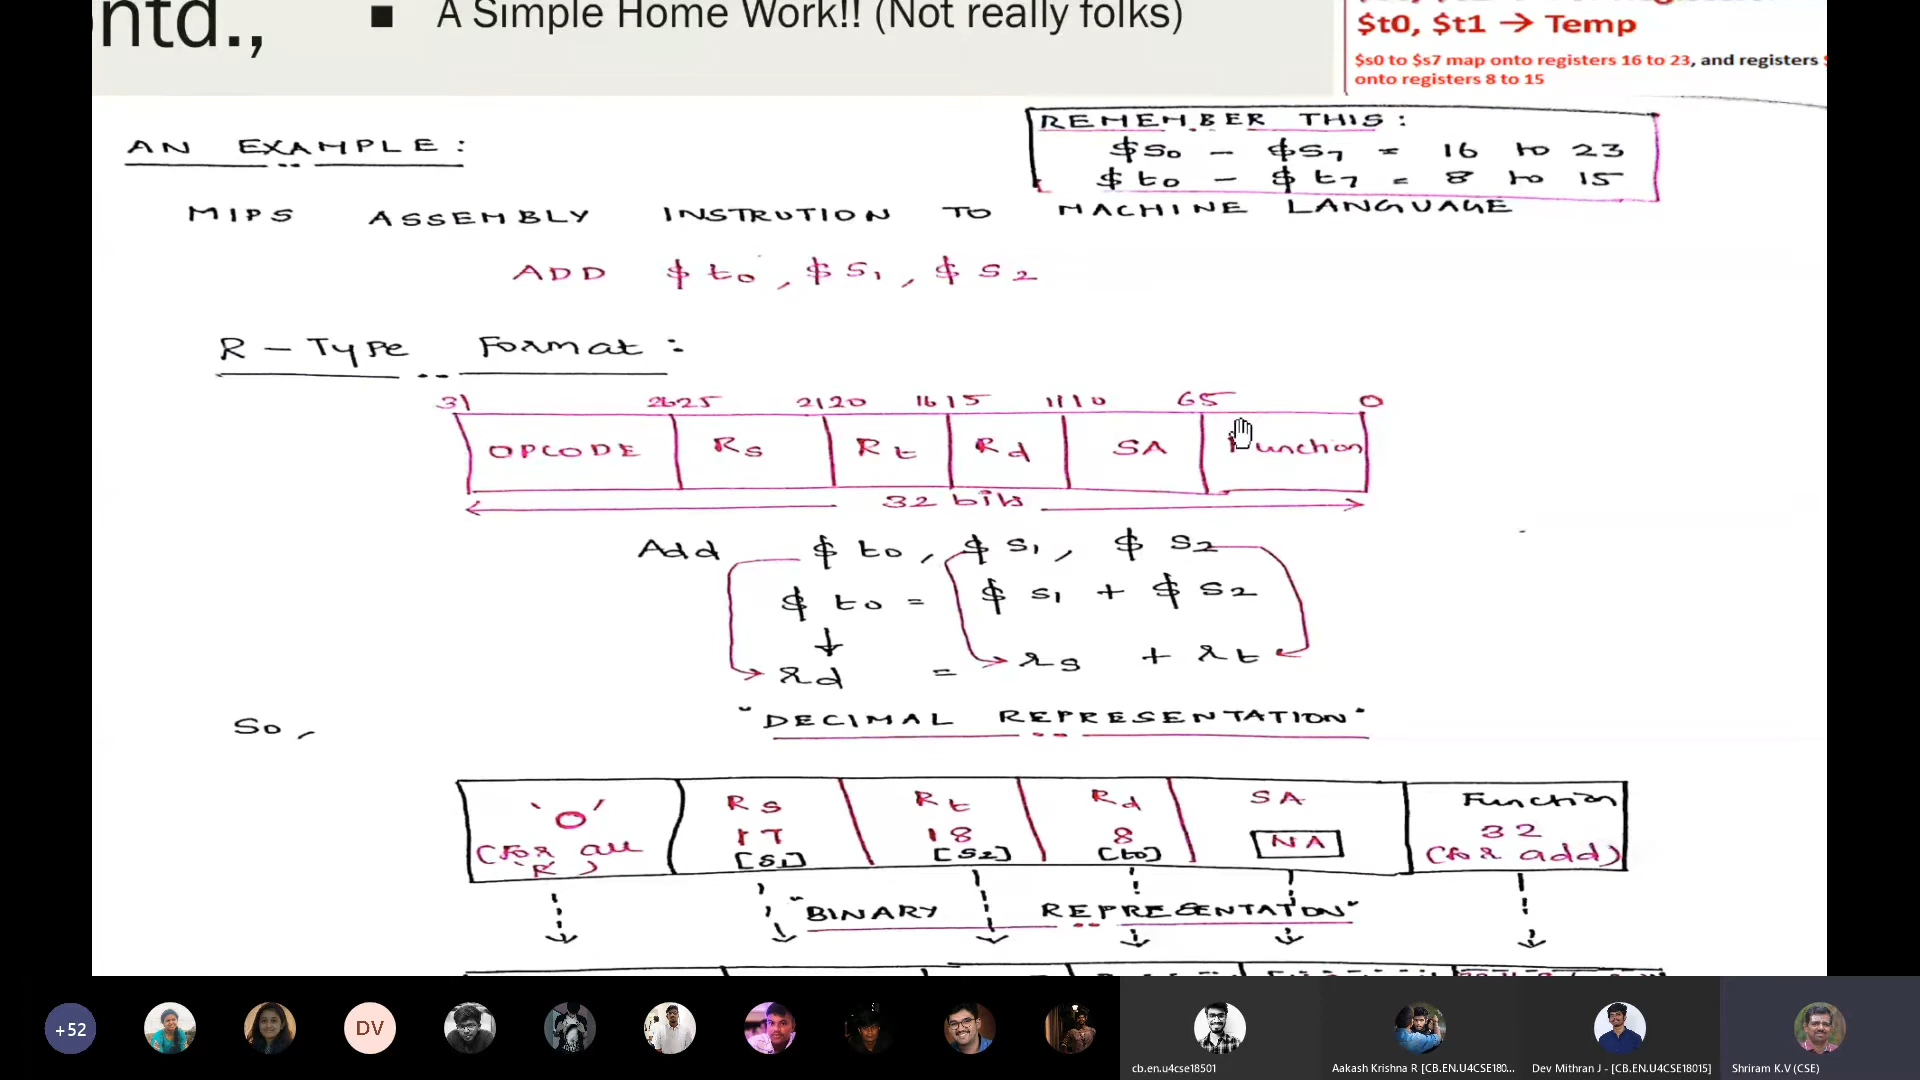 ntd.,
■ A Simple Home Work!! (Not really folks)
$t0, $t1 → Temp
$s0 to $s7 map onto registers 16 to 23, and registers
onto registers 8 to 15
REMEMBER THIS:
$s0 - $s7 = 16 to 23
$t0 - $t7 = 8 to 15
AN EXAMPLE:
MIPS ASSEMBLY INSTRUTION TO MACHINE LANGUAGE
ADD $t0, $s1, $s2
R-Type Format:
31 2625 2120 1615 1110 65 0
OPCODE Rs Rt Rd SA Function
32 bits
Add $t0, $s1, $s2
$t0 = $s1 + $s2
rd = rs + rt
So,
"DECIMAL REPRESENTATION"
'0' Rs Rt Rd SA Function
17 18 8 NA 32
(for all 'R') [s1] [s2] [t0] (for add)
"BINARY REPRESENTATION"
+52
DV
cb.en.u4cse18501
Aakash Krishna R [CB.EN.U4CSE180...
Dev Mithran J - [CB.EN.U4CSE18015]
Shriram K.V (CSE)